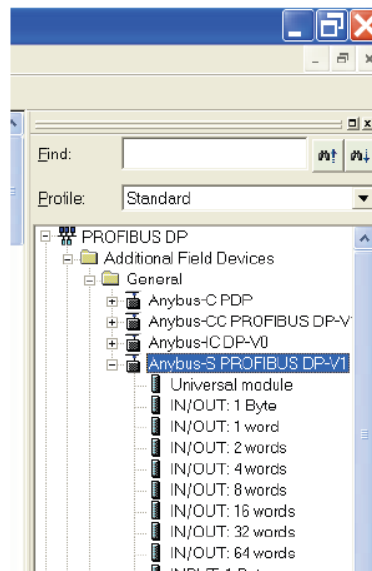 Find:
Profile: Standard
PROFIBUS DP
Additional Field Devices
General
Anybus-C PDP
Anybus-CC PROFIBUS DP-V
Anybus-IC DP-V0
Anybus-S PROFIBUS DP-V1
Universal module
IN/OUT: 1 Byte
IN/OUT: 1 word
IN/OUT: 2 words
IN/OUT: 4 words
IN/OUT: 8 words
IN/OUT: 16 words
IN/OUT: 32 words
IN/OUT: 64 words